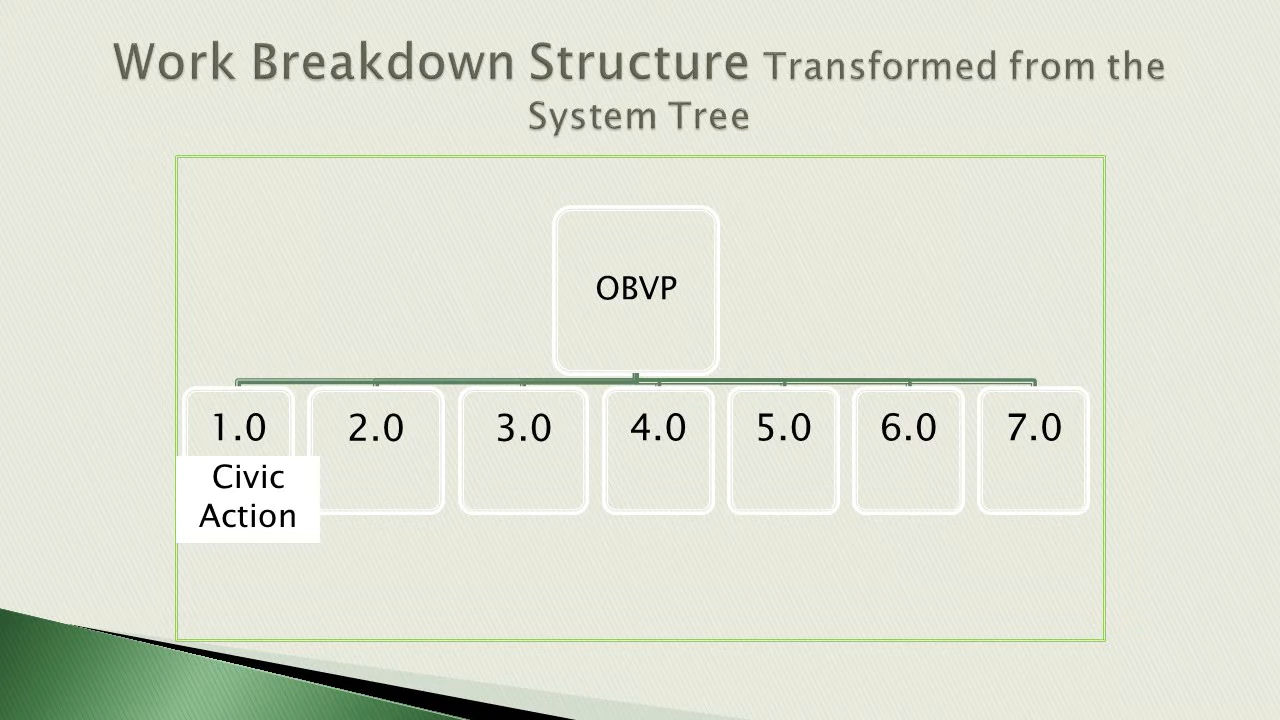 Work Breakdown Structure Transformed from the
System Tree
OBVP
1.0
2.0
3.0
4.0
5.0
6.0
7.0
Civic
Action